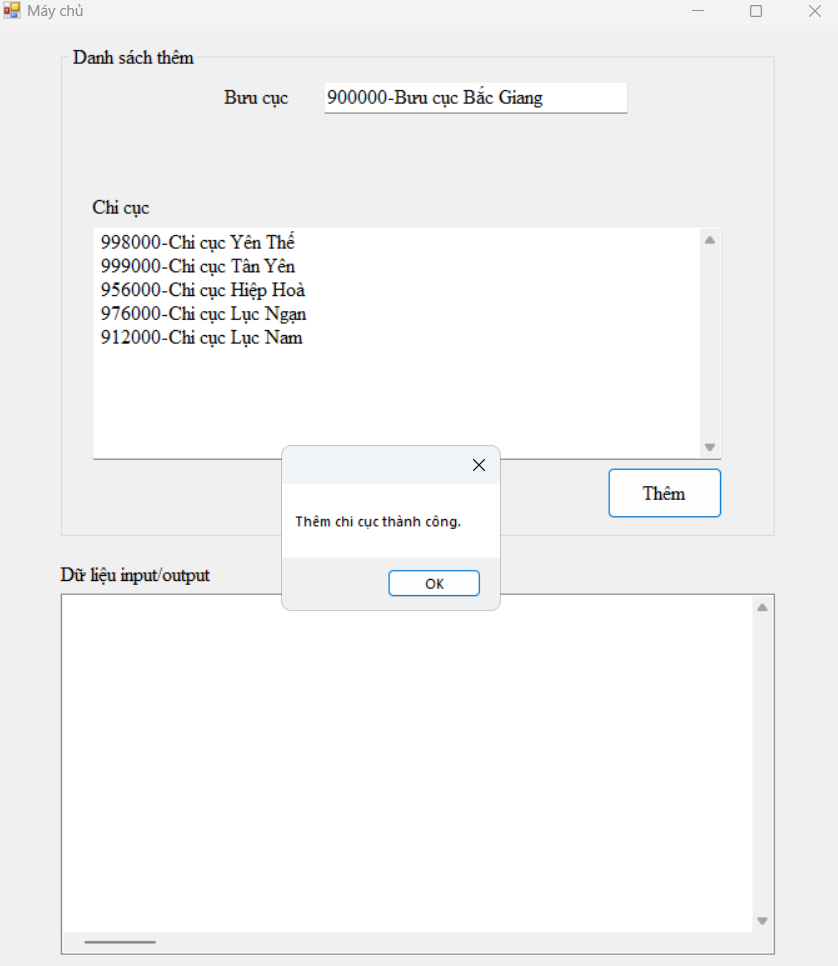 Máy chủ
Danh sách thêm
Bưu cục 900000-Bưu cục Bắc Giang
Chi cục
998000-Chi cục Yên Thế
999000-Chi cục Tân Yên
956000-Chi cục Hiệp Hoà
976000-Chi cục Lục Ngạn
912000-Chi cục Lục Nam
Thêm
Thêm chi cục thành công.
OK
Dữ liệu input/output